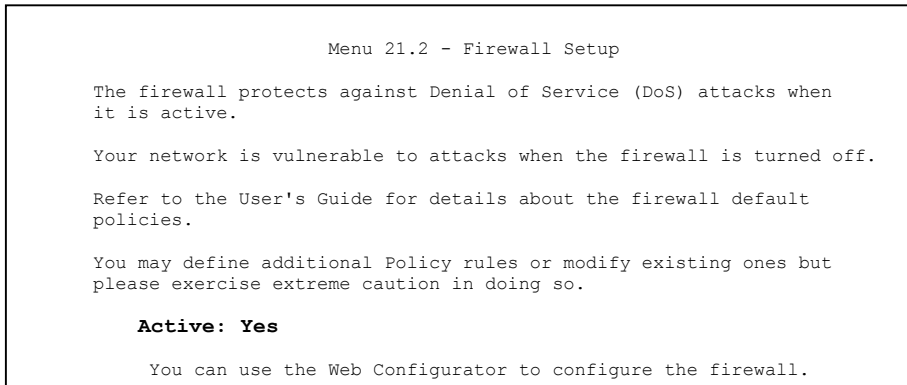 Menu 21.2 - Firewall Setup
The firewall protects against Denial of Service (DoS) attacks when
it is active.
Your network is vulnerable to attacks when the firewall is turned off.
Refer to the User's Guide for details about the firewall default
policies.
You may define additional Policy rules or modify existing ones but
please exercise extreme caution in doing so.
Active: Yes
You can use the Web Configurator to configure the firewall.